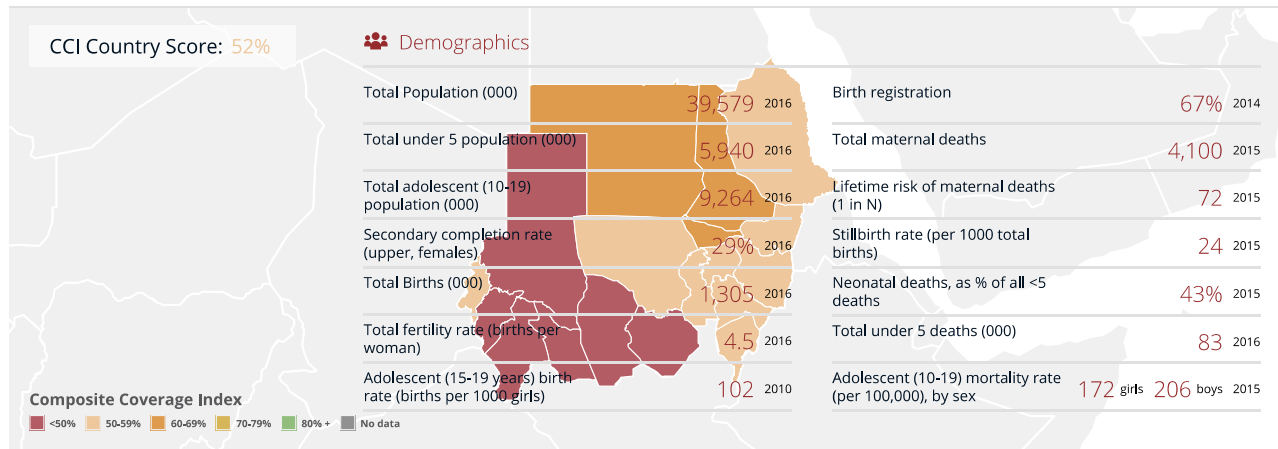 CCI Country Score: 52%
Demographics
Total Population (000) 39,579 2016
Total under 5 population (000) 5,940 2016
Total adolescent (10-19)
population (000) 9,264 2016
Secondary completion rate
(upper, females) 29% 2016
Total Births (000) 1,305 2016
Total fertility rate (births per
woman) 4.5 2016
Adolescent (15-19 years) birth
rate (births per 1000 girls) 102 2010
Birth registration 67% 2014
Total maternal deaths 4,100 2015
Lifetime risk of maternal deaths
(1 in N) 72 2015
Stillbirth rate (per 1000 total
births) 24 2015
Neonatal deaths, as % of all <5
deaths 43% 2015
Total under 5 deaths (000) 83 2016
Adolescent (10-19) mortality rate
(per 100,000), by sex 172 girls 206 boys 2015
Composite Coverage Index
<50% 50-59% 60-69% 70-79% 80% + No data